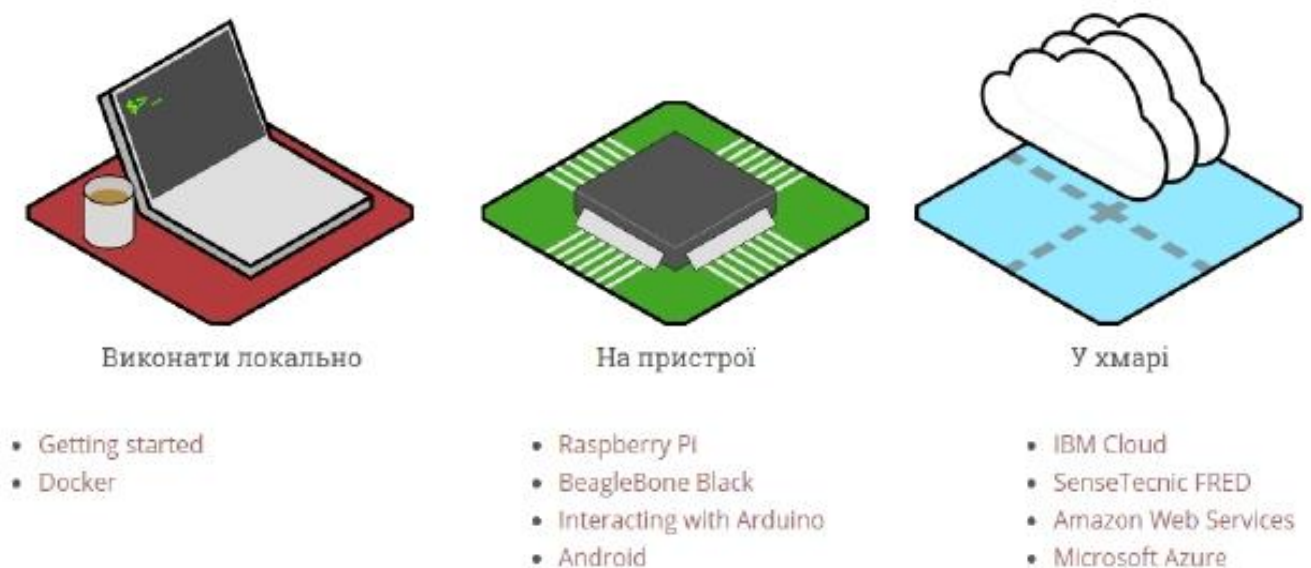 $>_
Виконати локально
На пристрої
У хмарі
Getting started
Docker
Raspberry Pi
BeagleBone Black
Interacting with Arduino
Android
IBM Cloud
SenseTecnic FRED
Amazon Web Services
Microsoft Azure